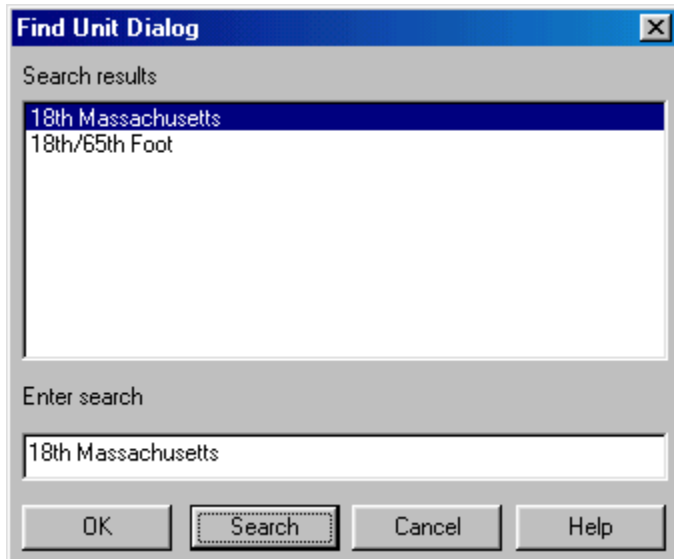 Find Unit Dialog
Search results
18th Massachusetts
18th/65th Foot
Enter search
18th Massachusetts
OK Search Cancel Help